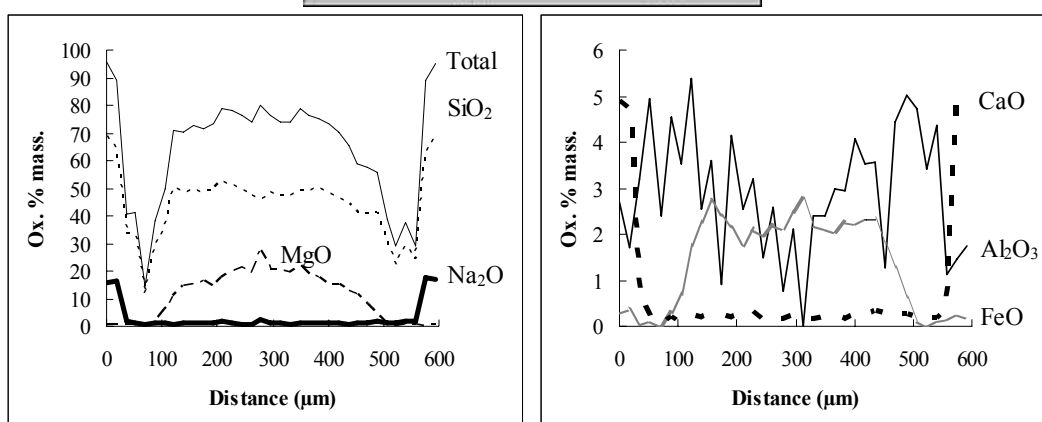 100
90
80
70
60
50
40
30
20
10
0
Ox. % mass.
Total
SiO₂
MgO
Na₂O
0 100 200 300 400 500 600
Distance (µm)
6
5
4
3
2
1
0
Ox. % mass.
CaO
Al₂O₃
FeO
0 100 200 300 400 500 600
Distance (µm)